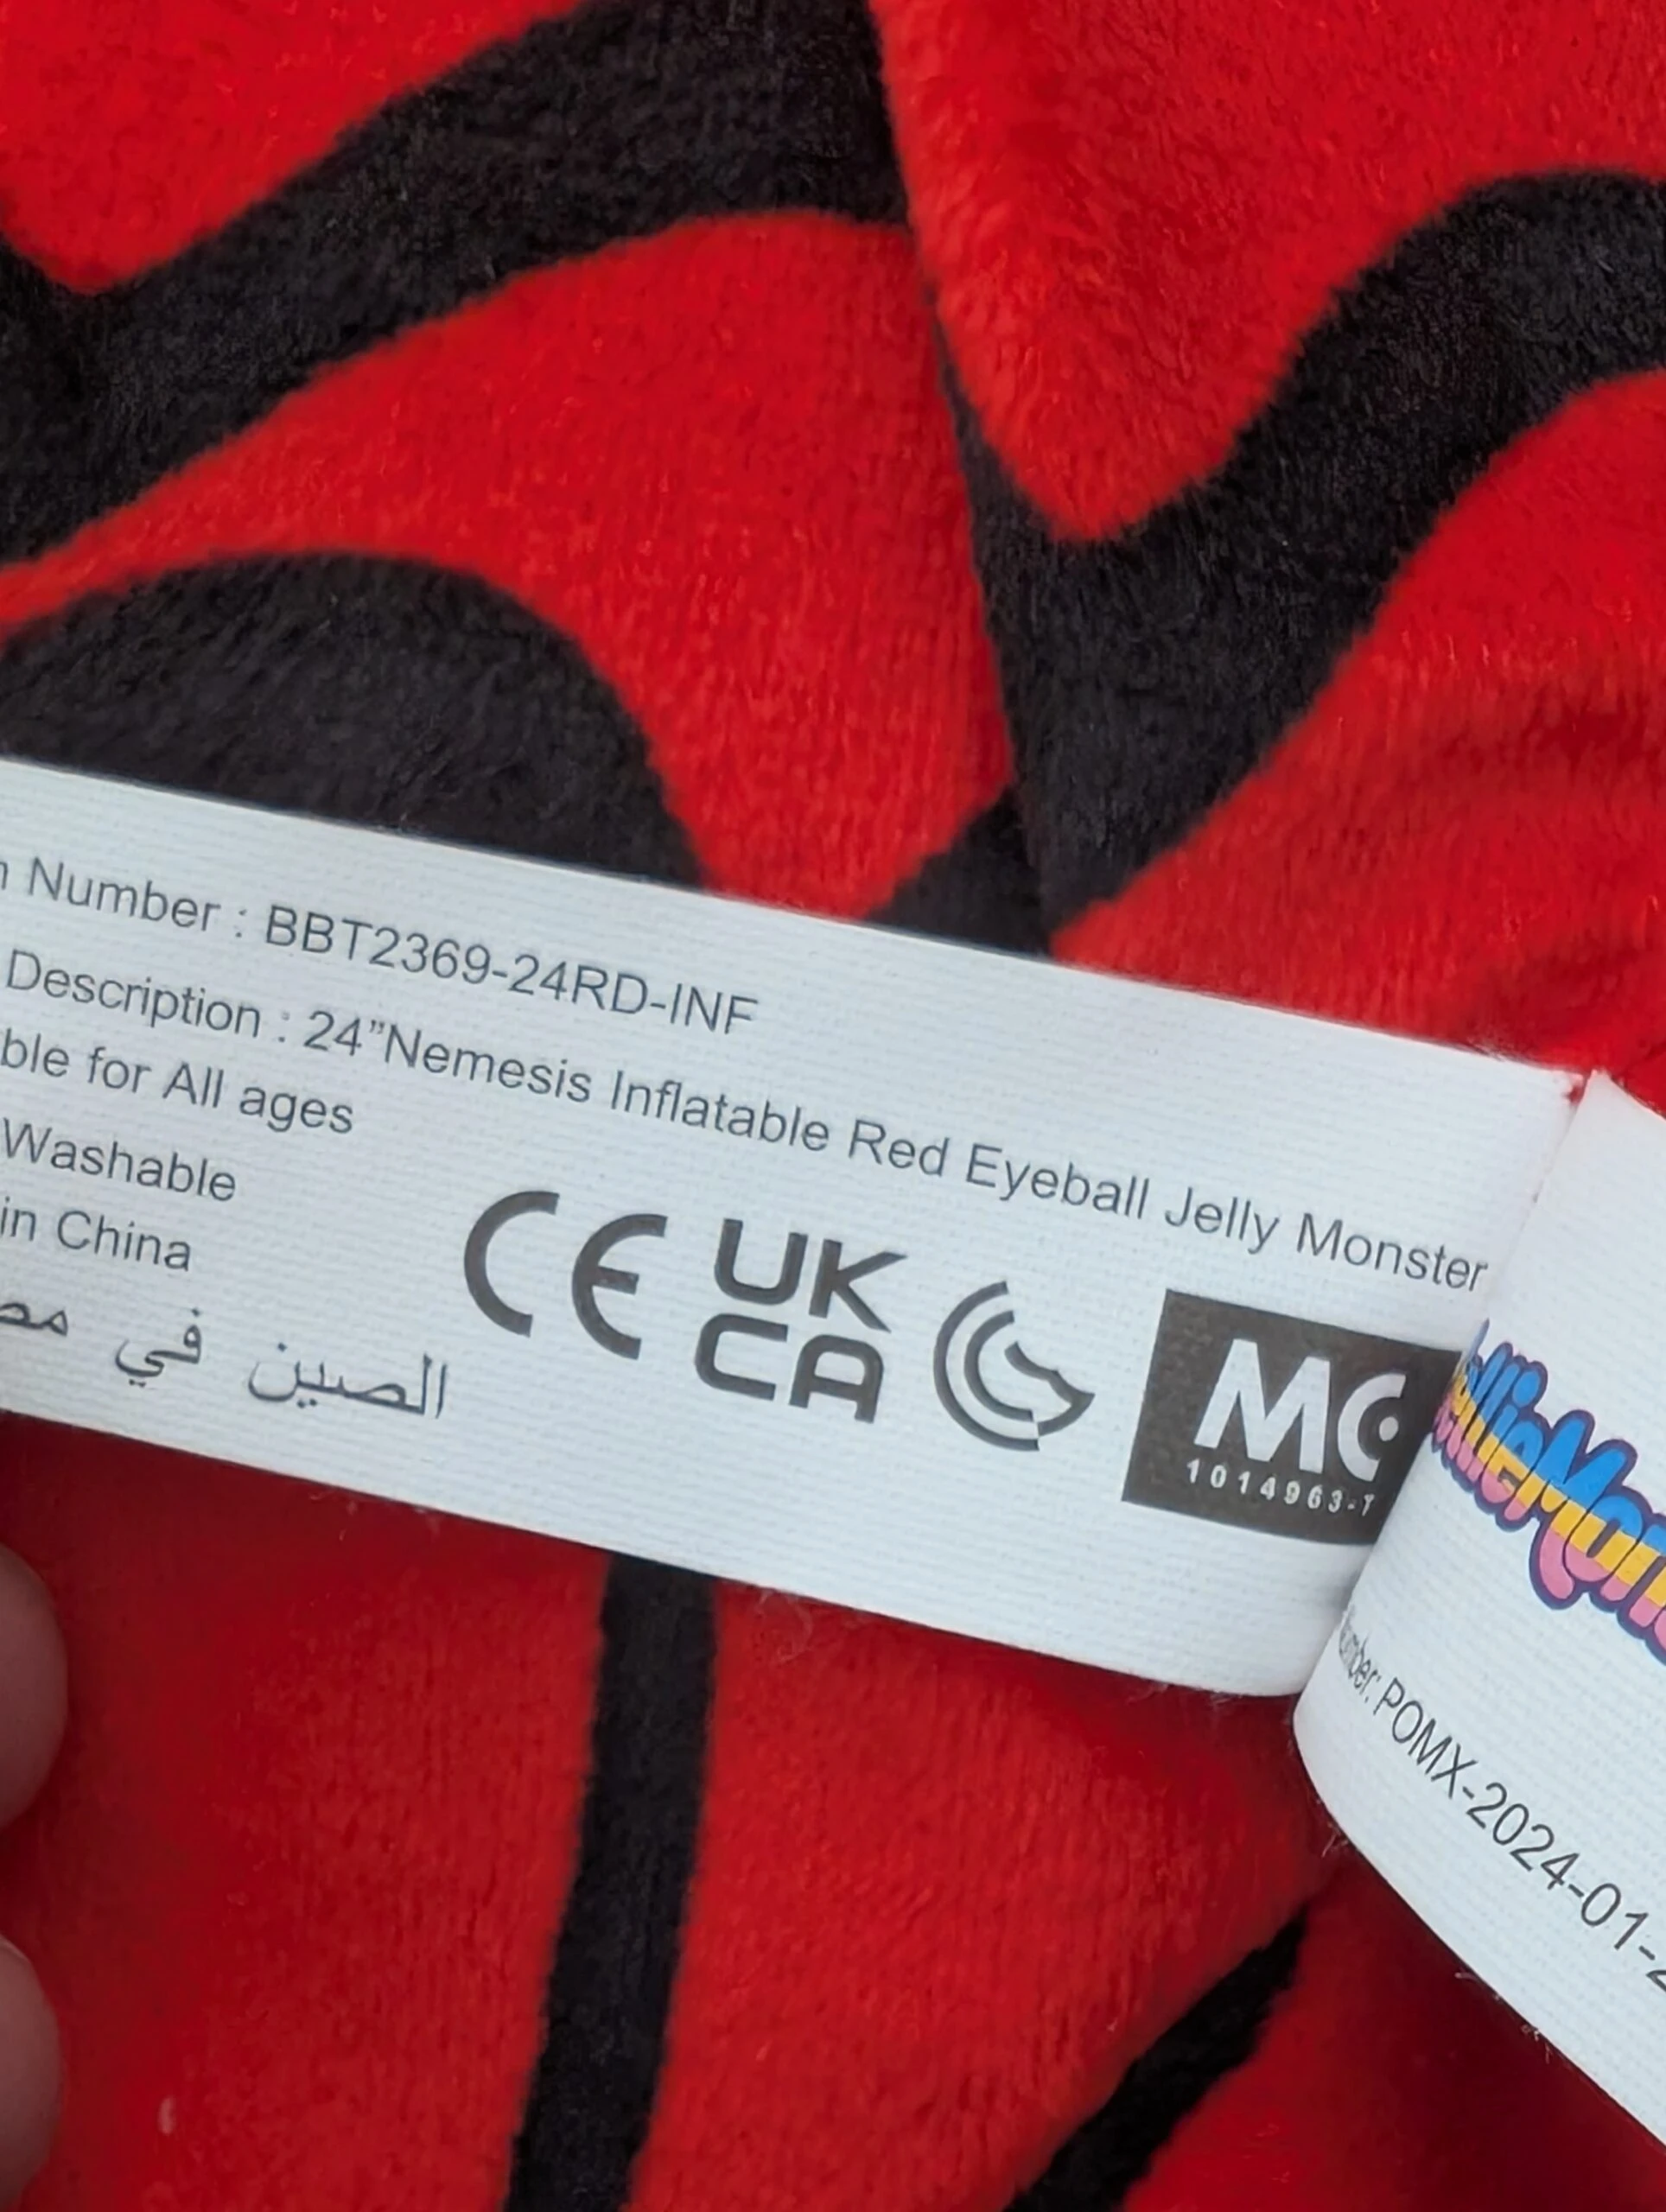 Number : BBT2369-24RD-INF
Description : 24”Nemesis Inflatable Red Eyeball Jelly Monster
for All ages
Washable
in China
في الصين
CE
UK
CA
MC
1014963-T
POMX-2024-01-